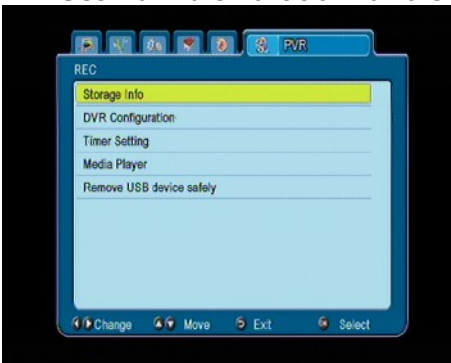 PVR
REC
Storage Info
DVR Configuration
Timer Setting
Media Player
Remove USB device safely
Change Move Exit Select